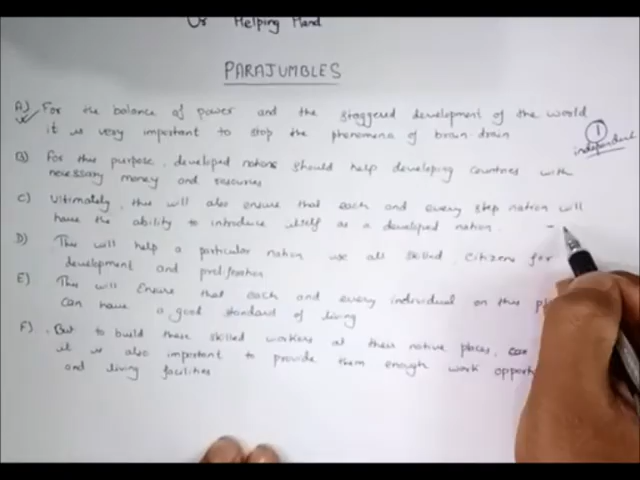 Or Helping Hand
PARAJUMBLES
A) For the balance of power and the staggered development of the world
it is very important to stop the phenomena of brain-drain
1
independent
B) For this purpose, developed nations should help developing countries with
necessary money and resources
C) Ultimately, this will also ensure that each and every step nation will
have the ability to introduce itself as a developed nation. -
D) This will help a particular nation use all skilled citizens for
development and proliferation
E) This will Ensure that each and every individual on this
can have a good standard of living
F) But to build these skilled workers at their native places,
it is also important to provide them enough work
and living facilities